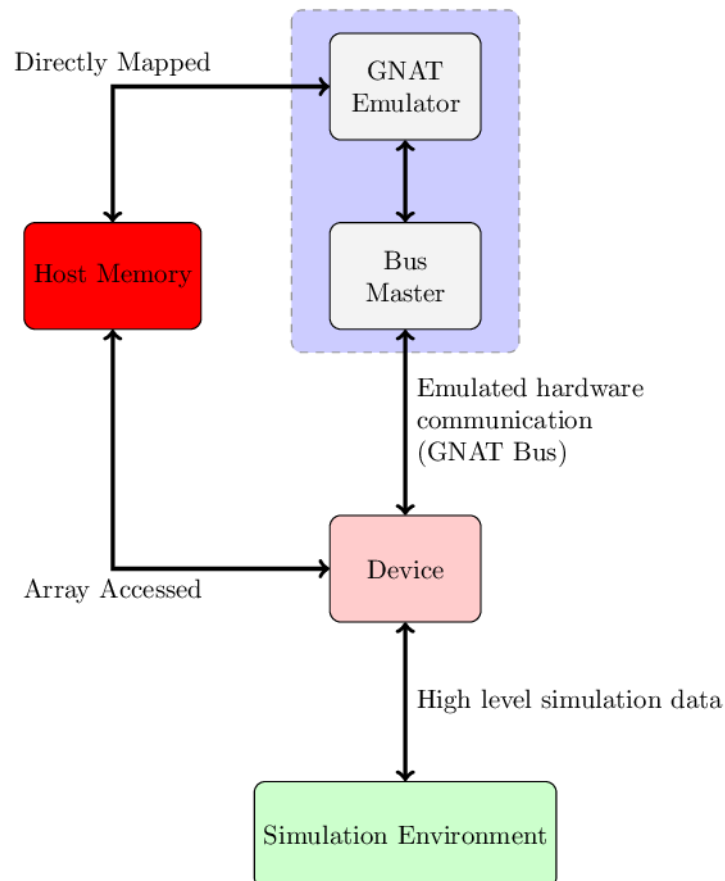 Directly Mapped
GNAT
Emulator
Host Memory
Bus
Master
Emulated hardware
communication
(GNAT Bus)
Device
Array Accessed
High level simulation data
Simulation Environment